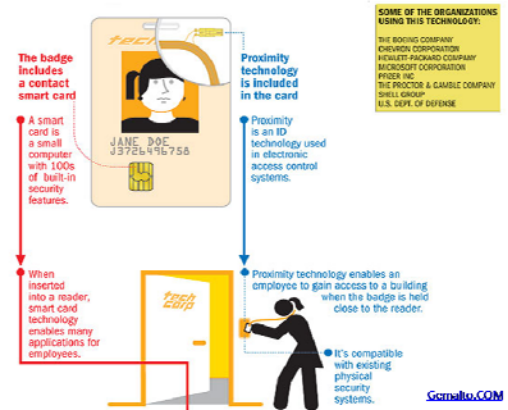 SOME OF THE ORGANIZATIONS
USING THIS TECHNOLOGY:
THE BOEING COMPANY
CHEVRON CORPORATION
HEWLETT-PACKARD COMPANY
MICROSOFT CORPORATION
PFIZER INC
THE PROCTOR & GAMBLE COMPANY
SHELL GROUP
U.S. DEPT. OF DEFENSE
tech
The badge
includes
a contact
smart card
Proximity
technology
is included
in the card
JANE DOE
J3726496758
A smart
card is
a small
computer
with 100s
of built-in
security
features.
Proximity
is an ID
technology used
in electronic
access control
systems.
When
inserted
into a reader,
smart card
technology
enables many
applications for
employees.
tech
corp
Proximity technology enables an
employee to gain access to a building
when the badge is held
close to the reader.
It's compatible
with existing
physical
security
systems.
Gemalto.COM